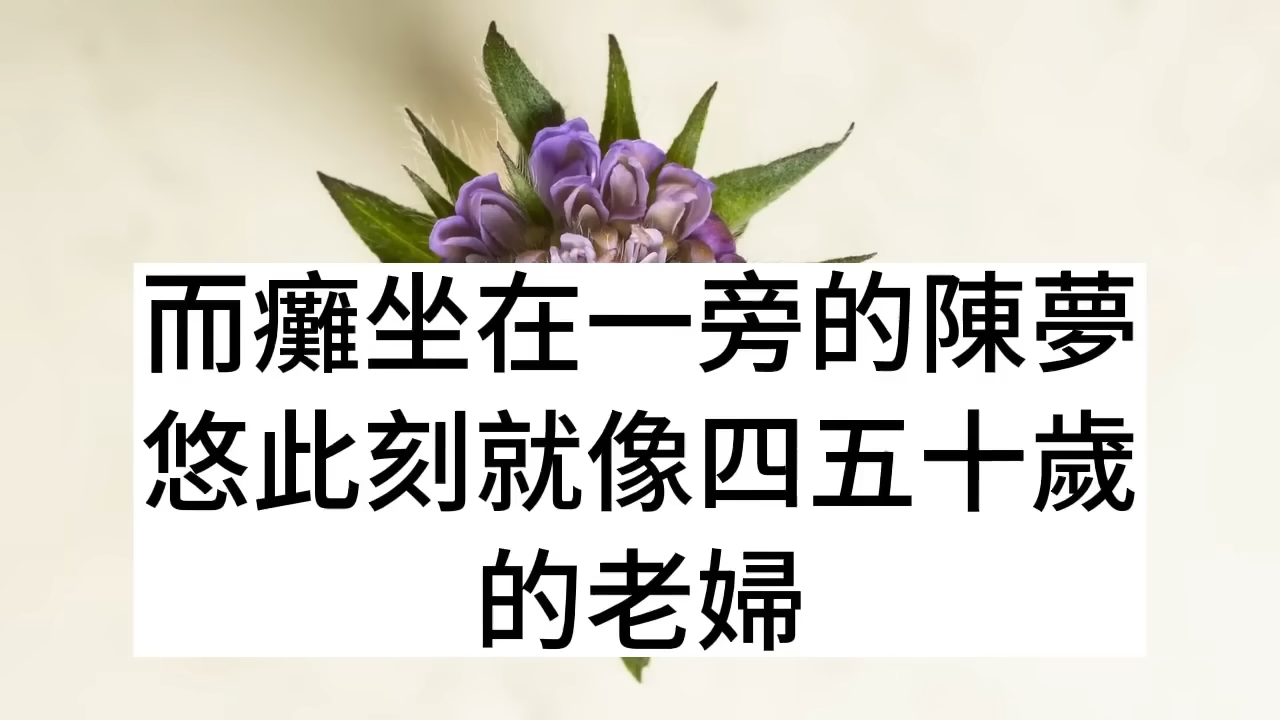 而癱坐在一旁的陳夢
悠此刻就像四五十歲
的老婦